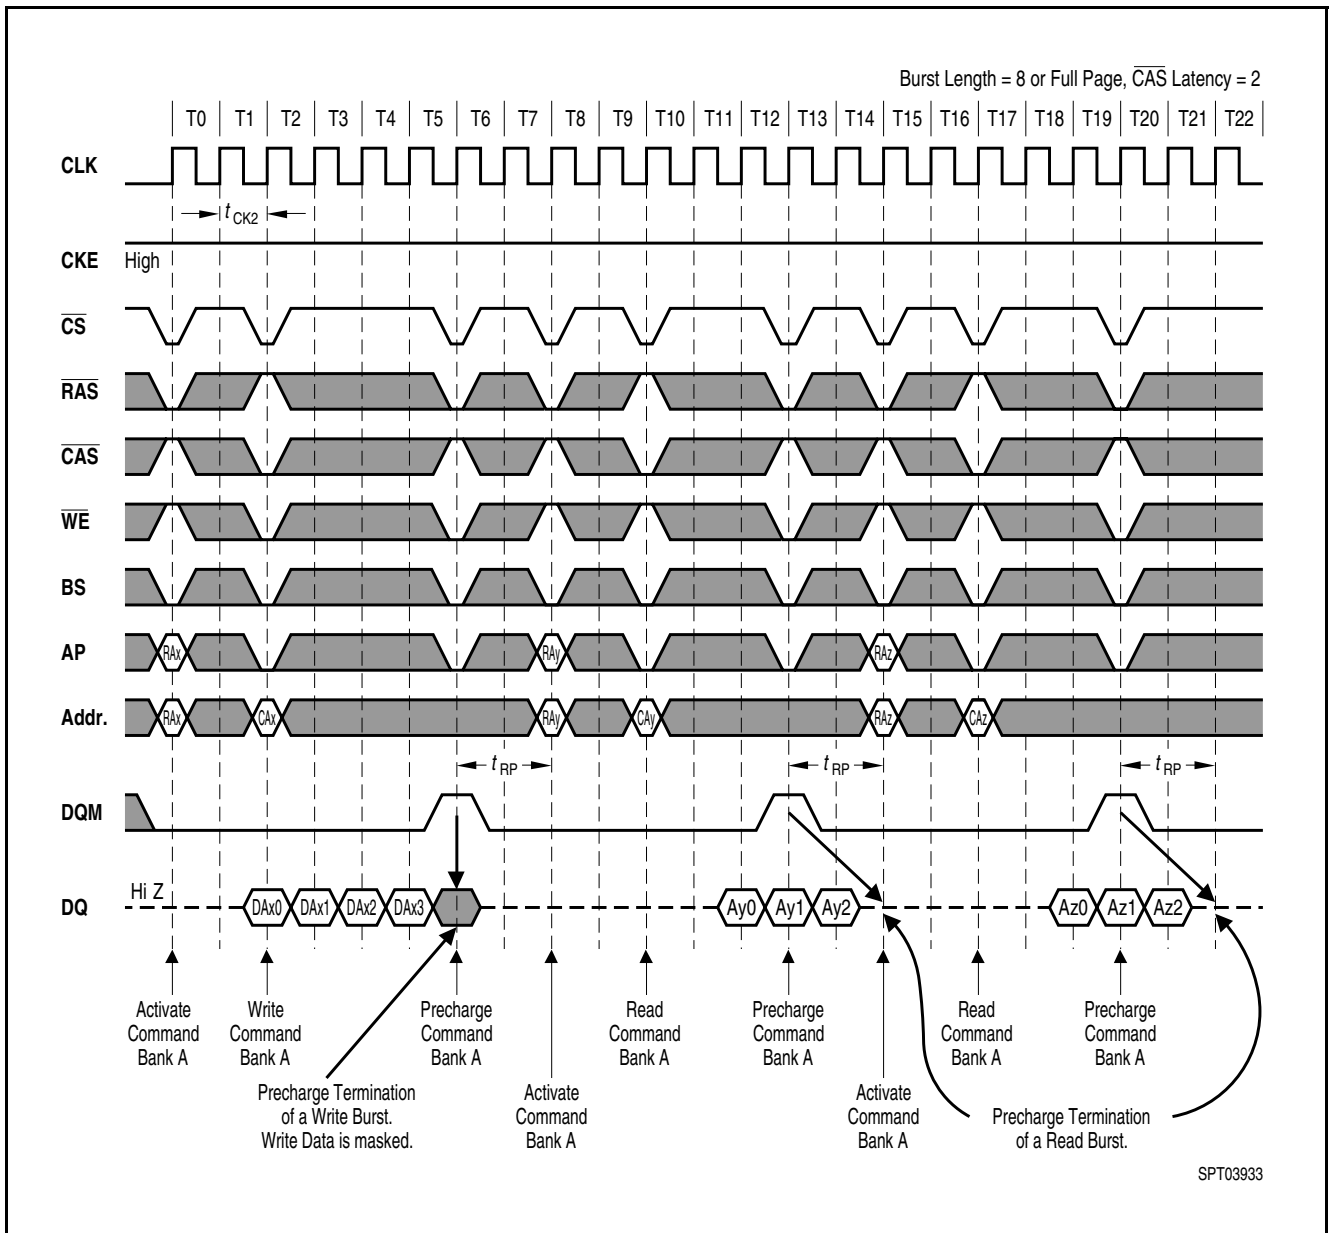 Burst Length = 8 or Full Page, CAS Latency = 2
T0 T1 T2 T3 T4 T5 T6 T7 T8 T9 T10 T11 T12 T13 T14 T15 T16 T17 T18 T19 T20 T21 T22
CLK
t CK2
CKE High
CS
RAS
CAS
WE
BS
AP RAx RAy RAz
Addr. RAx CAx RAy CAy RAz CAz
t RP t RP t RP
DQM
Hi Z
DQ DAx0 DAx1 DAx2 DAx3 Ay0 Ay1 Ay2 Az0 Az1 Az2
Activate
Command
Bank A
Write
Command
Bank A
Precharge
Command
Bank A
Read
Command
Bank A
Precharge
Command
Bank A
Read
Command
Bank A
Precharge
Command
Bank A
Precharge Termination
of a Write Burst.
Write Data is masked.
Activate
Command
Bank A
Activate
Command
Bank A
Precharge Termination
of a Read Burst.
SPT03933